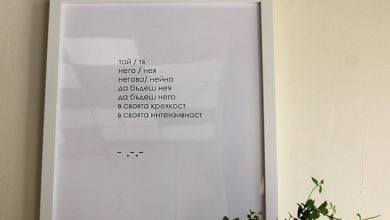 той / тя
него / нея
негово/ нейно
да бъдеш нея
да бъдеш него
в своята крехкост
в своята интензивност
– .–.–